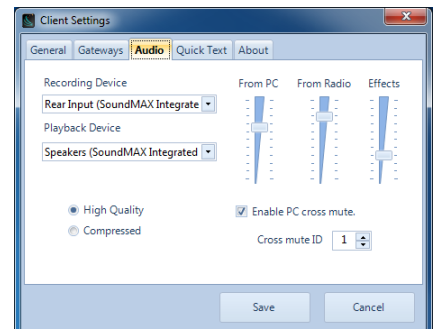 Client Settings
General Gateways Audio Quick Text About
Recording Device
From PC From Radio Effects
Rear Input (SoundMAX Integrate
Playback Device
Speakers (SoundMAX Integrated
High Quality
Enable PC cross mute.
Compressed
Cross mute ID 1
Save Cancel